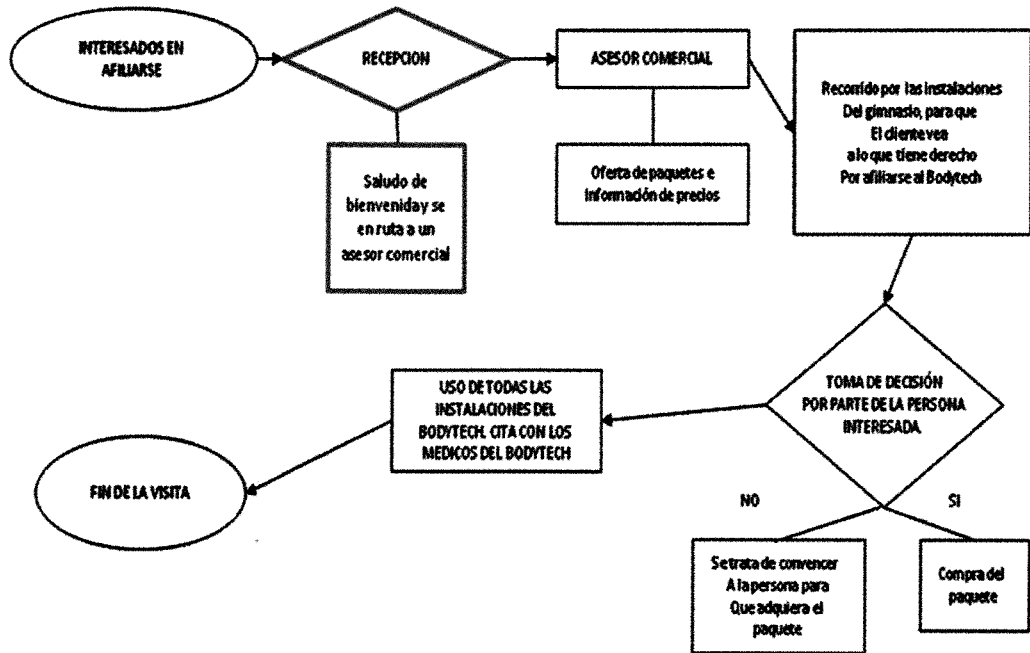 INTERESADOS EN
AFILIARSE
RECEPCION
ASESOR COMERCIAL
Recorrido por las instalaciones
Del gimnasio, para que
El cliente vea
a lo que tiene derecho
Por afiliarse al Bodytech
Saludo de
bienvenida y se
en ruta a un
asesor comercial
Oferta de paquetes e
información de precios
TOMA DE DECISIÓN
POR PARTE DE LA PERSONA
INTERESADA.
USO DE TODAS LAS
INSTALACIONES DEL
BODYTECH. CITA CON LOS
MEDICOS DEL BODYTECH
FIN DE LA VISITA
NO
SI
Se trata de convencer
A la persona para
Que adquiera el
paquete
Compra del
paquete